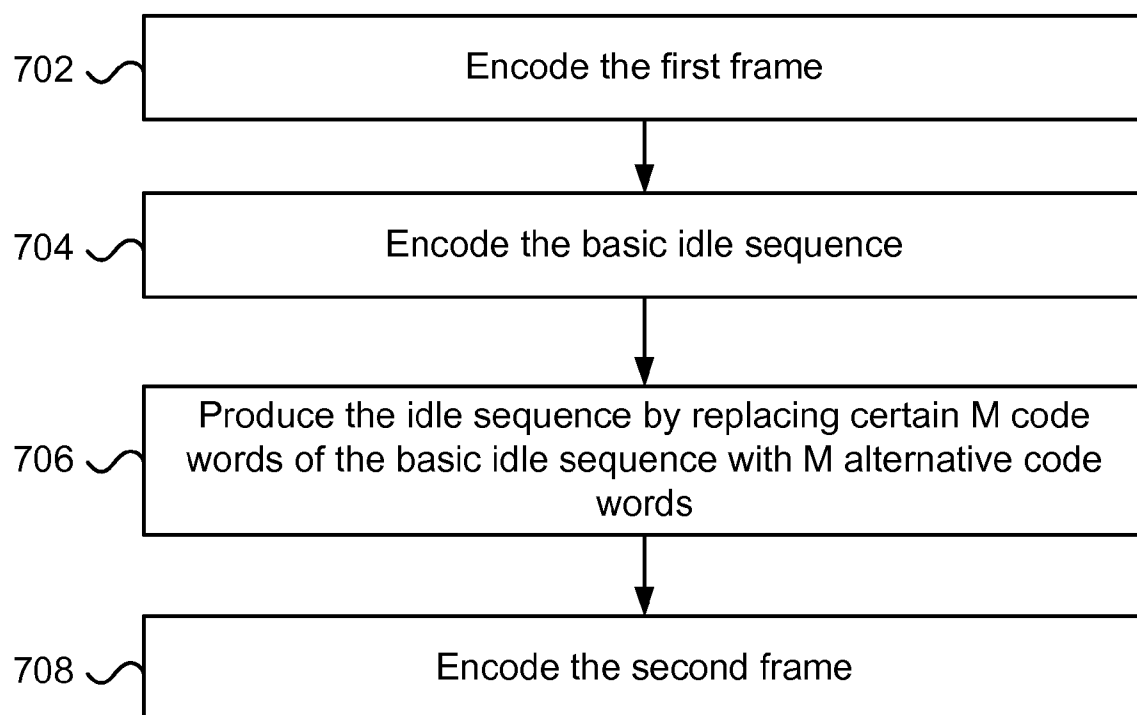 702
Encode the first frame
704
Encode the basic idle sequence
706
Produce the idle sequence by replacing certain M code
words of the basic idle sequence with M alternative code
words
708
Encode the second frame